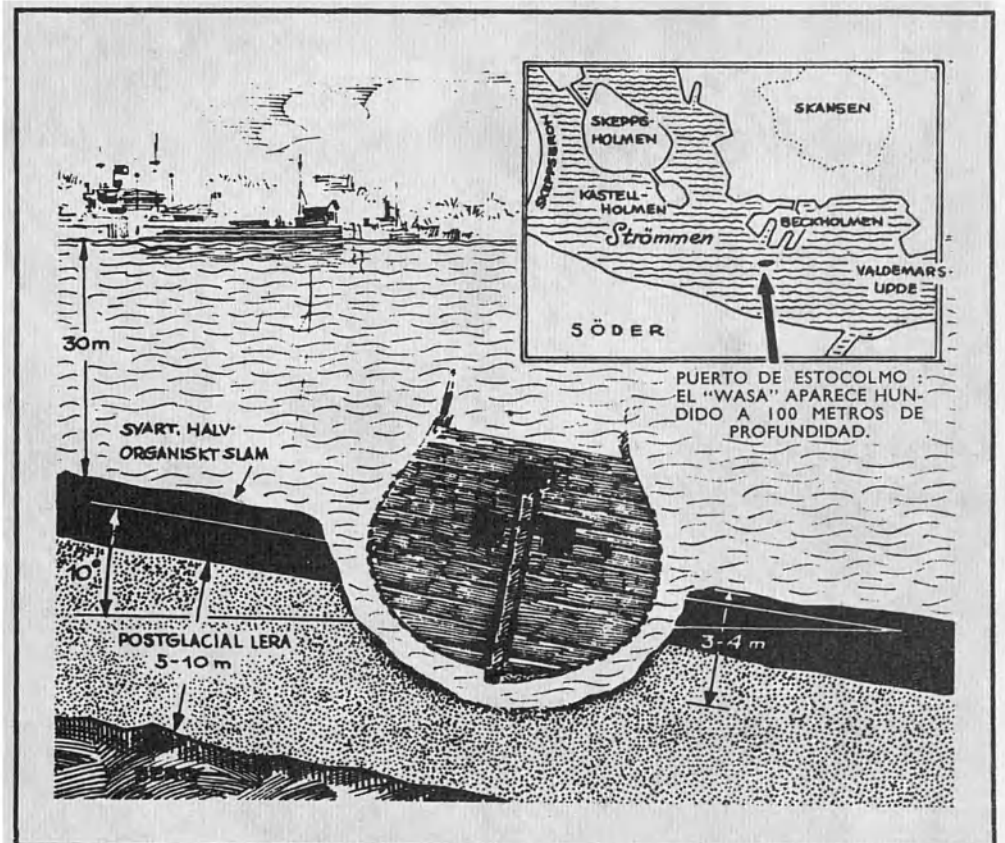 SKANSEN
SKEPPS-
HOLMEN
SKEPPSBRON
KASTELL-
HOLMEN
BECKHOLMEN
Strömmen
VALDEMARS-
UDDE
SÖDER
PUERTO DE ESTOCOLMO :
EL "WASA" APARECE HUN-
DIDO A 100 METROS DE
PROFUNDIDAD.
30m
SVART. HALV-
ORGANISKT SLAM
10°
POSTGLACIAL LERA
5-10 m
3-4 m
BERG